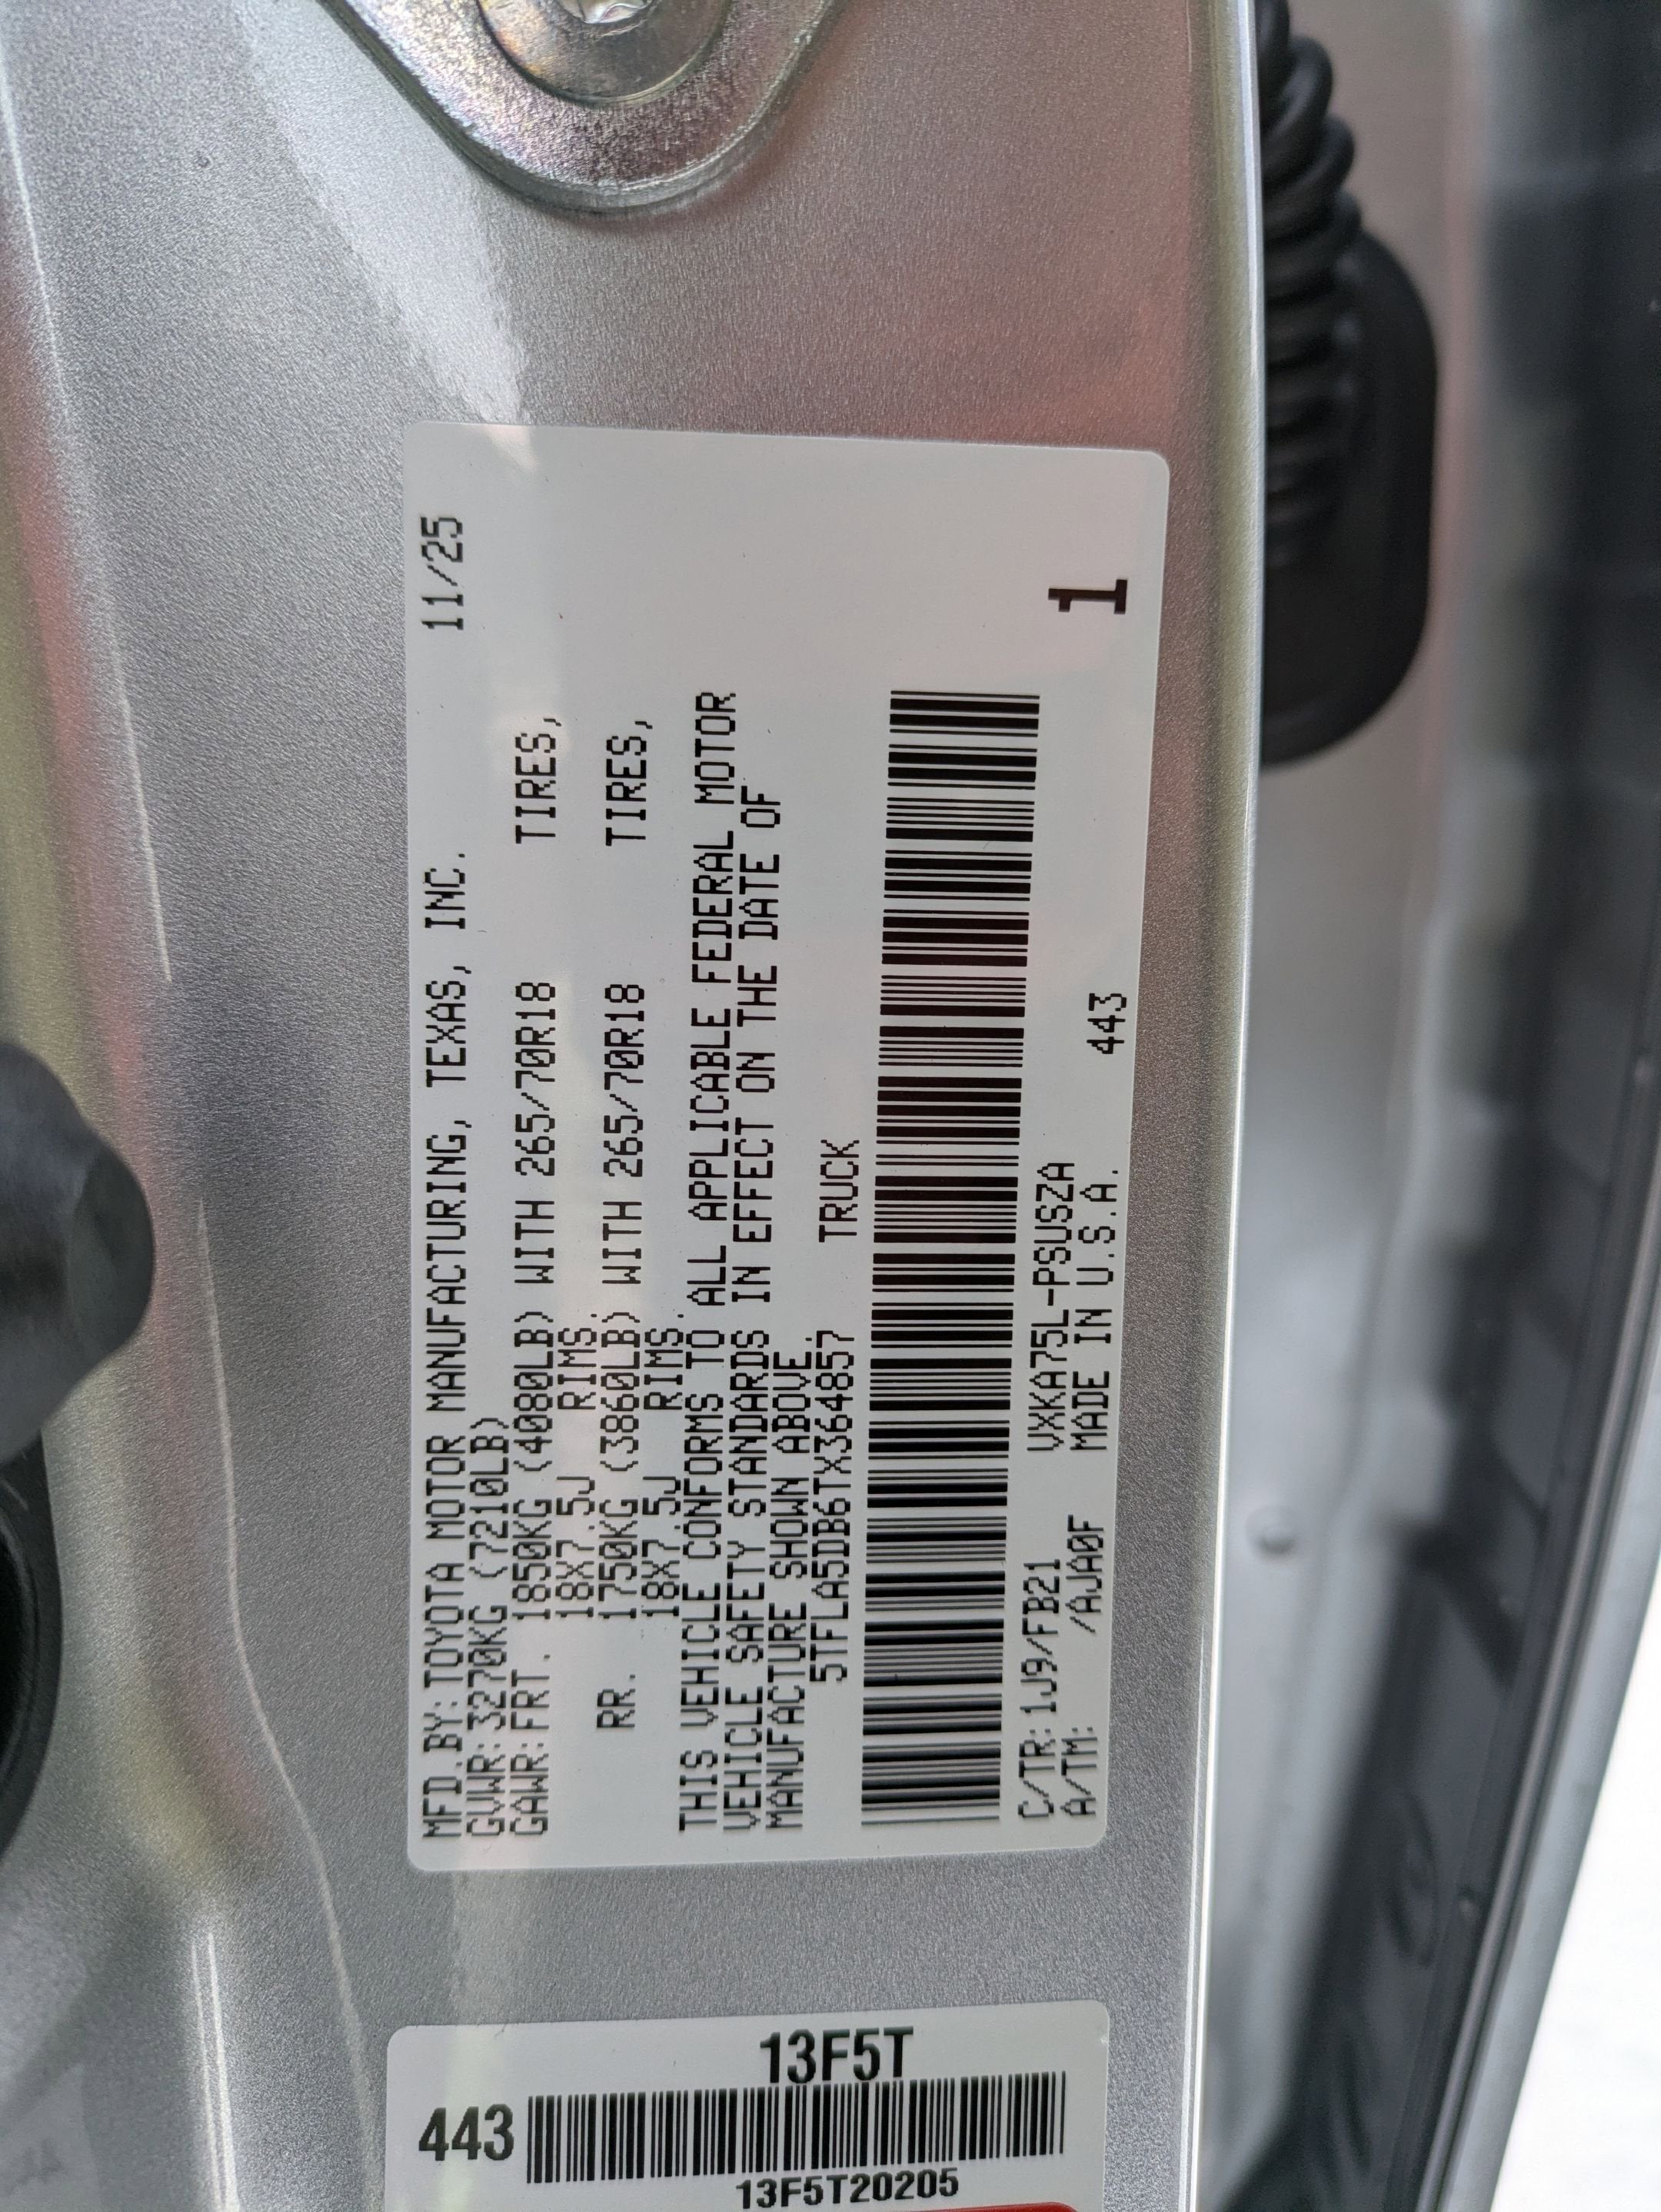 MFD.BY:TOYOTA MOTOR MANUFACTURING, TEXAS, INC. 11/25
GVWR:3270KG (7210LB)
GAWR:FRT. 1850KG (4080LB) WITH 265/70R18 TIRES,
18X7.5J RIMS.
RR. 1750KG (3860LB) WITH 265/70R18 TIRES,
18X7.5J RIMS.
THIS VEHICLE CONFORMS TO ALL APPLICABLE FEDERAL MOTOR
VEHICLE SAFETY STANDARDS IN EFFECT ON THE DATE OF
MANUFACTURE SHOWN ABOVE.
5TFLA5DB6TX364857 TRUCK
C/TR:1J9/FB21 VXKA75L-PSUSZA
A/TM: /AJA0F MADE IN U.S.A. 443 1
443
13F5T
13F5T20205